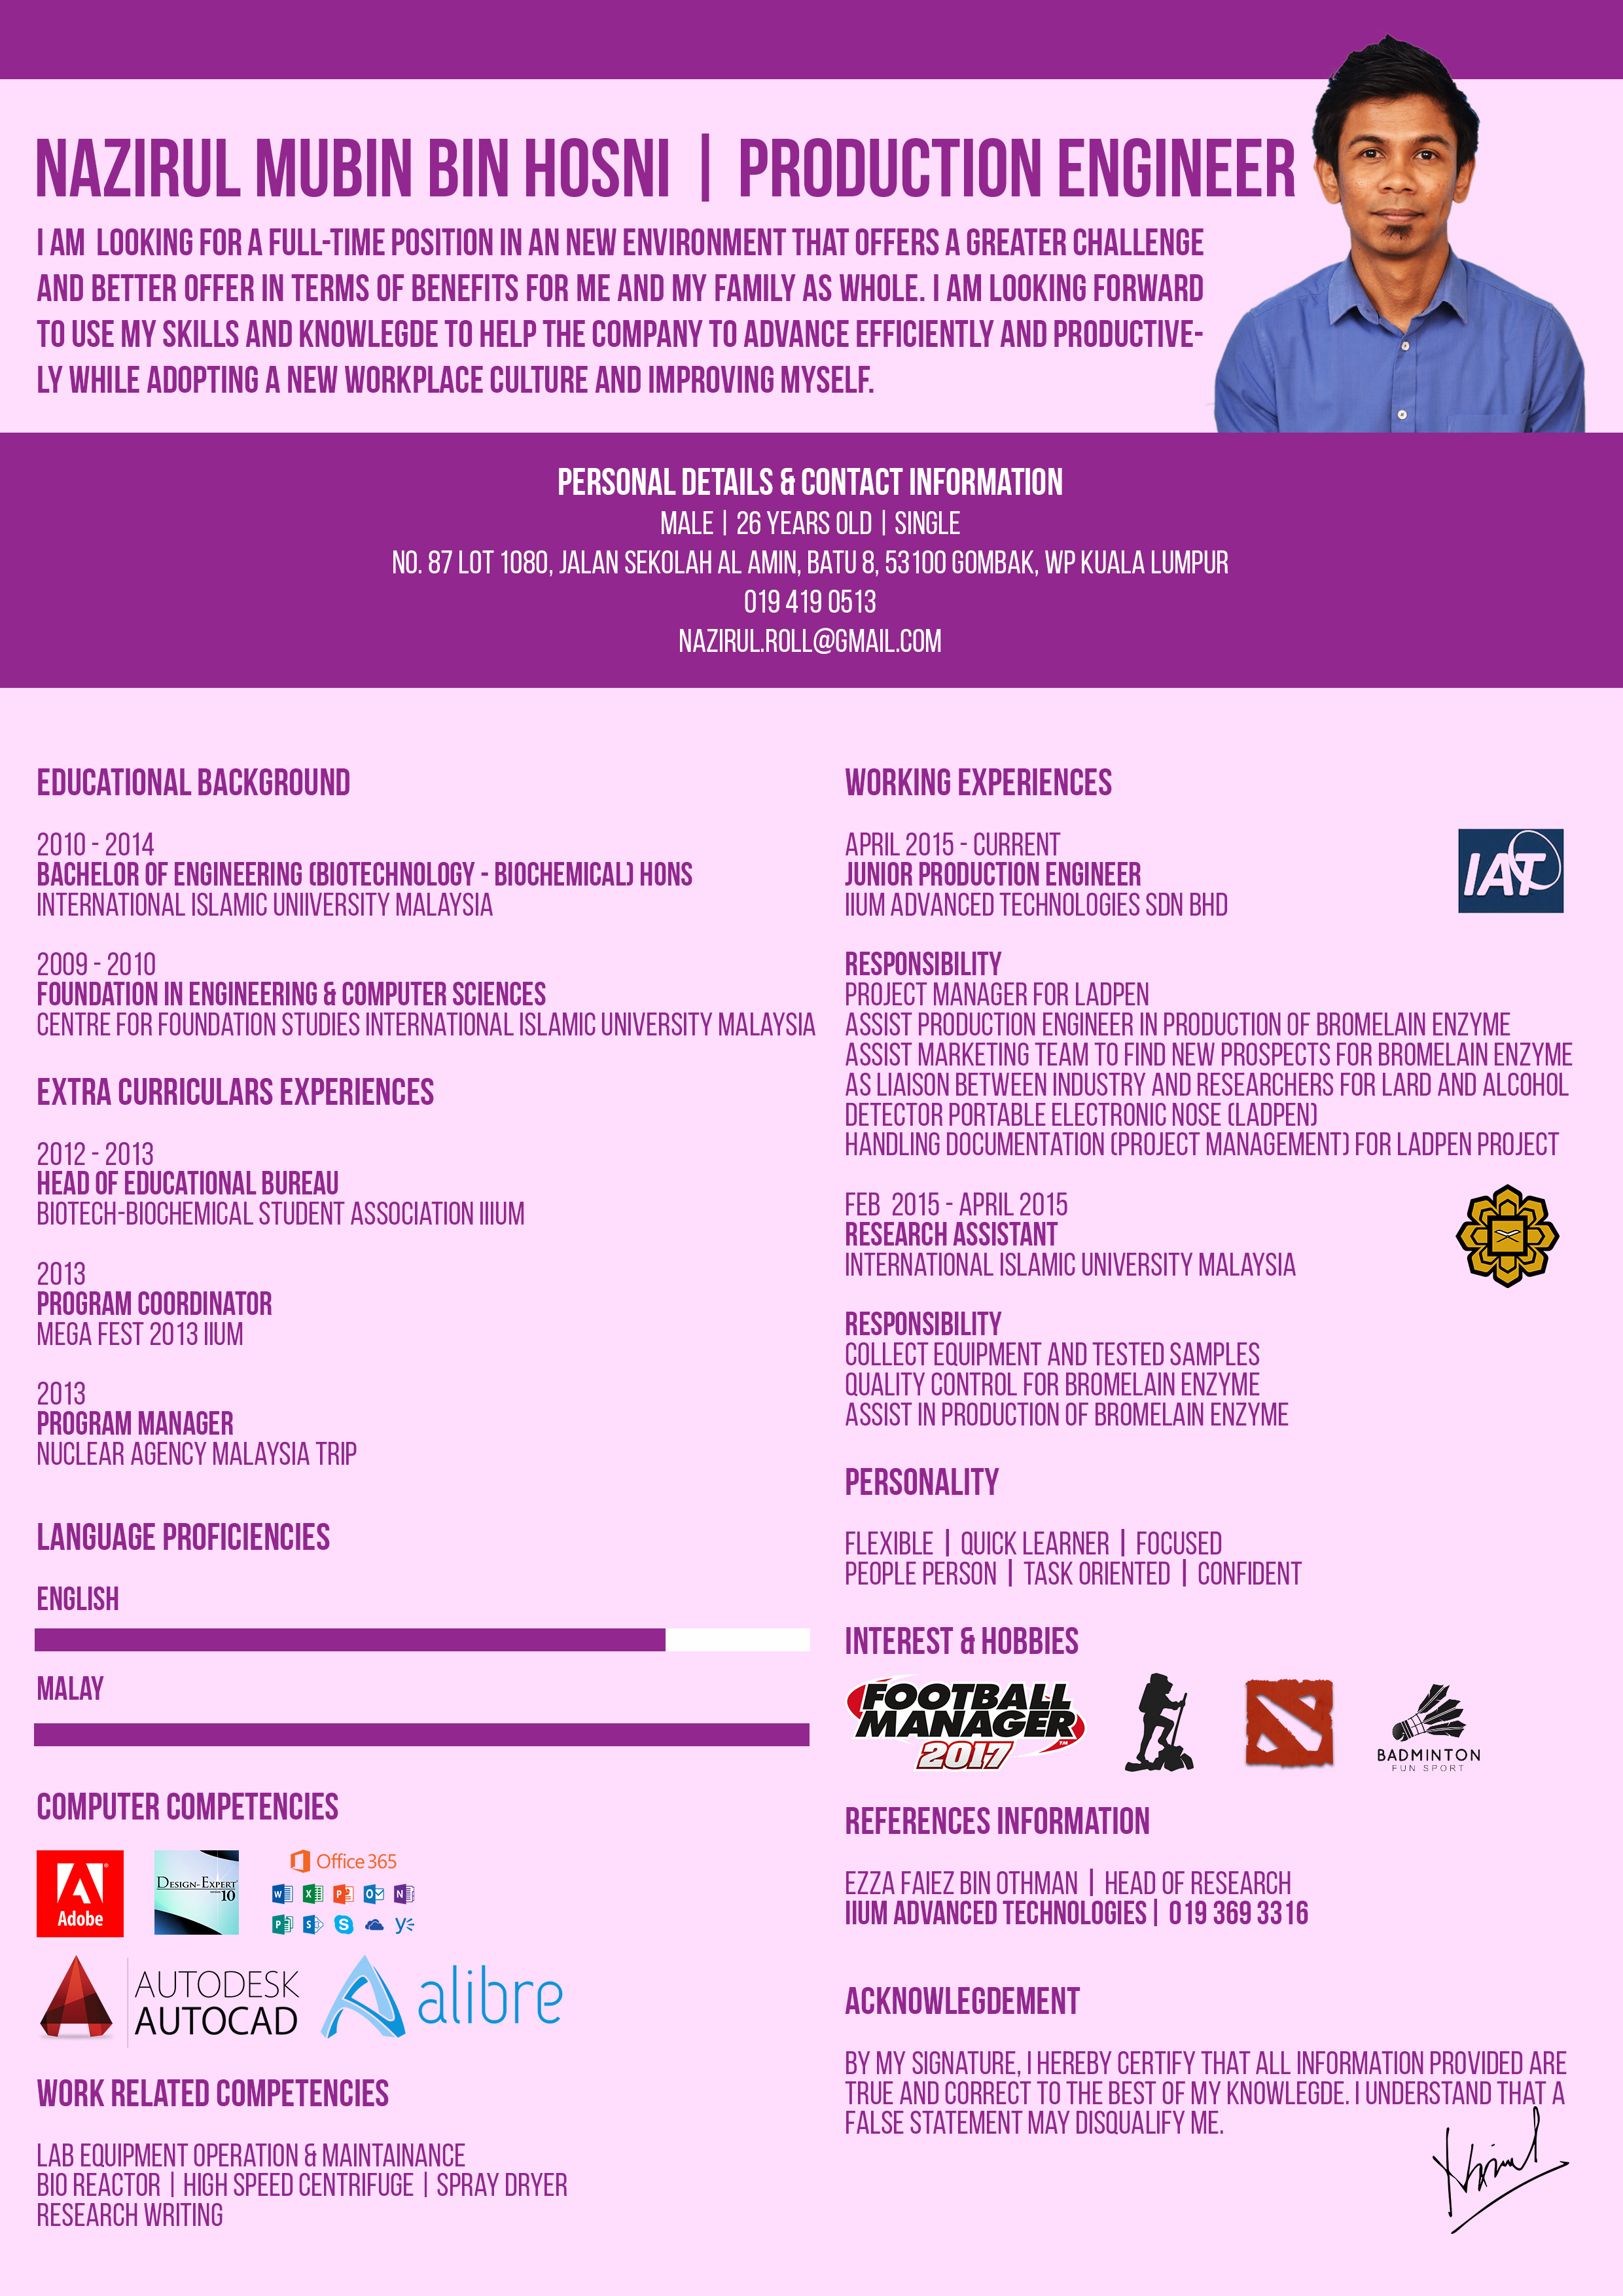 NAZIRUL MUBIN BIN HOSNI | PRODUCTION ENGINEER
I AM LOOKING FOR A FULL-TIME POSITION IN AN NEW ENVIRONMENT THAT OFFERS A GREATER CHALLENGE
AND BETTER OFFER IN TERMS OF BENEFITS FOR ME AND MY FAMILY AS WHOLE. I AM LOOKING FORWARD
TO USE MY SKILLS AND KNOWLEGDE TO HELP THE COMPANY TO ADVANCE EFFICIENTLY AND PRODUCTIVE-
LY WHILE ADOPTING A NEW WORKPLACE CULTURE AND IMPROVING MYSELF.
PERSONAL DETAILS & CONTACT INFORMATION
MALE | 26 YEARS OLD | SINGLE
NO. 87 LOT 1080, JALAN SEKOLAH AL AMIN, BATU 8, 53100 GOMBAK, WP KUALA LUMPUR
019 419 0513
NAZIRUL.ROLL@GMAIL.COM
EDUCATIONAL BACKGROUND
2010 - 2014
BACHELOR OF ENGINEERING (BIOTECHNOLOGY - BIOCHEMICAL) HONS
INTERNATIONAL ISLAMIC UNIIVERSITY MALAYSIA
2009 - 2010
FOUNDATION IN ENGINEERING & COMPUTER SCIENCES
CENTRE FOR FOUNDATION STUDIES INTERNATIONAL ISLAMIC UNIVERSITY MALAYSIA
EXTRA CURRICULARS EXPERIENCES
2012 - 2013
HEAD OF EDUCATIONAL BUREAU
BIOTECH-BIOCHEMICAL STUDENT ASSOCIATION IIIUM
2013
PROGRAM COORDINATOR
MEGA FEST 2013 IIUM
2013
PROGRAM MANAGER
NUCLEAR AGENCY MALAYSIA TRIP
LANGUAGE PROFICIENCIES
ENGLISH
MALAY
COMPUTER COMPETENCIES
Adobe
DESIGN-EXPERT
10
Office 365
AUTODESK
AUTOCAD
alibre
WORK RELATED COMPETENCIES
LAB EQUIPMENT OPERATION & MAINTAINANCE
BIO REACTOR | HIGH SPEED CENTRIFUGE | SPRAY DRYER
RESEARCH WRITING
WORKING EXPERIENCES
APRIL 2015 - CURRENT
JUNIOR PRODUCTION ENGINEER
IIUM ADVANCED TECHNOLOGIES SDN BHD
IAT
RESPONSIBILITY
PROJECT MANAGER FOR LADPEN
ASSIST PRODUCTION ENGINEER IN PRODUCTION OF BROMELAIN ENZYME
ASSIST MARKETING TEAM TO FIND NEW PROSPECTS FOR BROMELAIN ENZYME
AS LIAISON BETWEEN INDUSTRY AND RESEARCHERS FOR LARD AND ALCOHOL
DETECTOR PORTABLE ELECTRONIC NOSE (LADPEN)
HANDLING DOCUMENTATION (PROJECT MANAGEMENT) FOR LADPEN PROJECT
FEB 2015 - APRIL 2015
RESEARCH ASSISTANT
INTERNATIONAL ISLAMIC UNIVERSITY MALAYSIA
RESPONSIBILITY
COLLECT EQUIPMENT AND TESTED SAMPLES
QUALITY CONTROL FOR BROMELAIN ENZYME
ASSIST IN PRODUCTION OF BROMELAIN ENZYME
PERSONALITY
FLEXIBLE | QUICK LEARNER | FOCUSED
PEOPLE PERSON | TASK ORIENTED | CONFIDENT
INTEREST & HOBBIES
FOOTBALL
MANAGER
2017
BADMINTON
FUN SPORT
REFERENCES INFORMATION
EZZA FAIEZ BIN OTHMAN | HEAD OF RESEARCH
IIUM ADVANCED TECHNOLOGIES | 019 369 3316
ACKNOWLEGDEMENT
BY MY SIGNATURE, I HEREBY CERTIFY THAT ALL INFORMATION PROVIDED ARE
TRUE AND CORRECT TO THE BEST OF MY KNOWLEGDE. I UNDERSTAND THAT A
FALSE STATEMENT MAY DISQUALIFY ME.